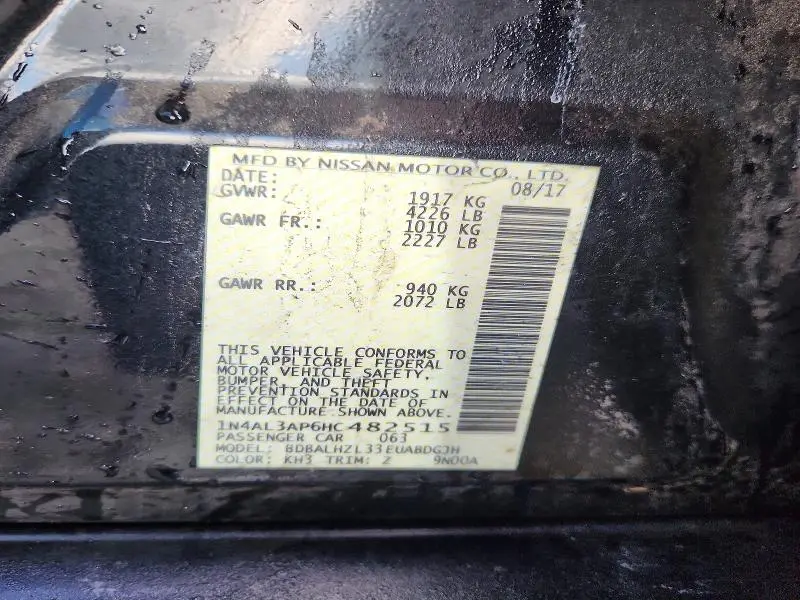 MFD BY NISSAN MOTOR CO., LTD.
DATE: 08/17
GVWR: 1917 KG
4226 LB
GAWR FR.: 1010 KG
2227 LB
GAWR RR.: 940 KG
2072 LB
THIS VEHICLE CONFORMS TO
ALL APPLICABLE FEDERAL
MOTOR VEHICLE SAFETY,
BUMPER, AND THEFT
PREVENTION STANDARDS IN
EFFECT ON THE DATE OF
MANUFACTURE SHOWN ABOVE.
1N4AL3AP6HC482515
PASSENGER CAR 063
MODEL: BDBALHZL33EUABDGJH
COLOR: KH3 TRIM: Z 9N00A